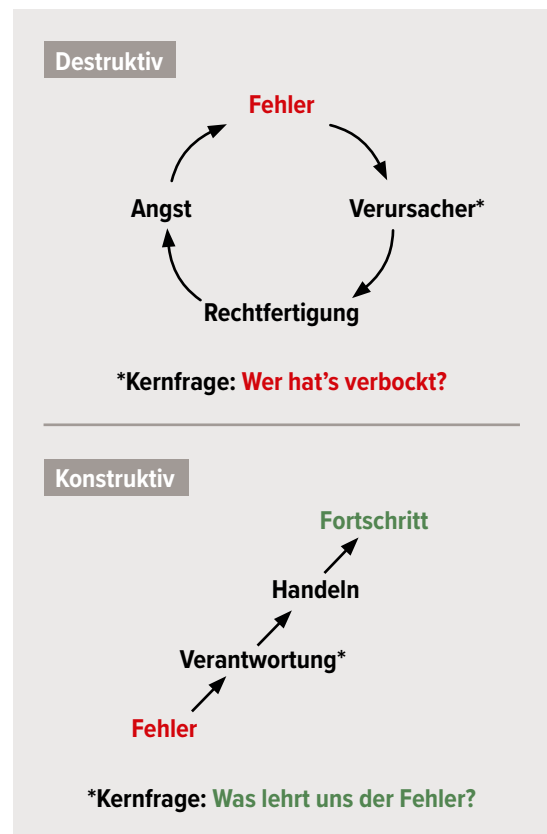 Destruktiv
Fehler
Angst
Verursacher*
Rechtfertigung
*Kernfrage: Wer hat’s verbockt?
Konstruktiv
Fortschritt
Handeln
Verantwortung*
Fehler
*Kernfrage: Was lehrt uns der Fehler?